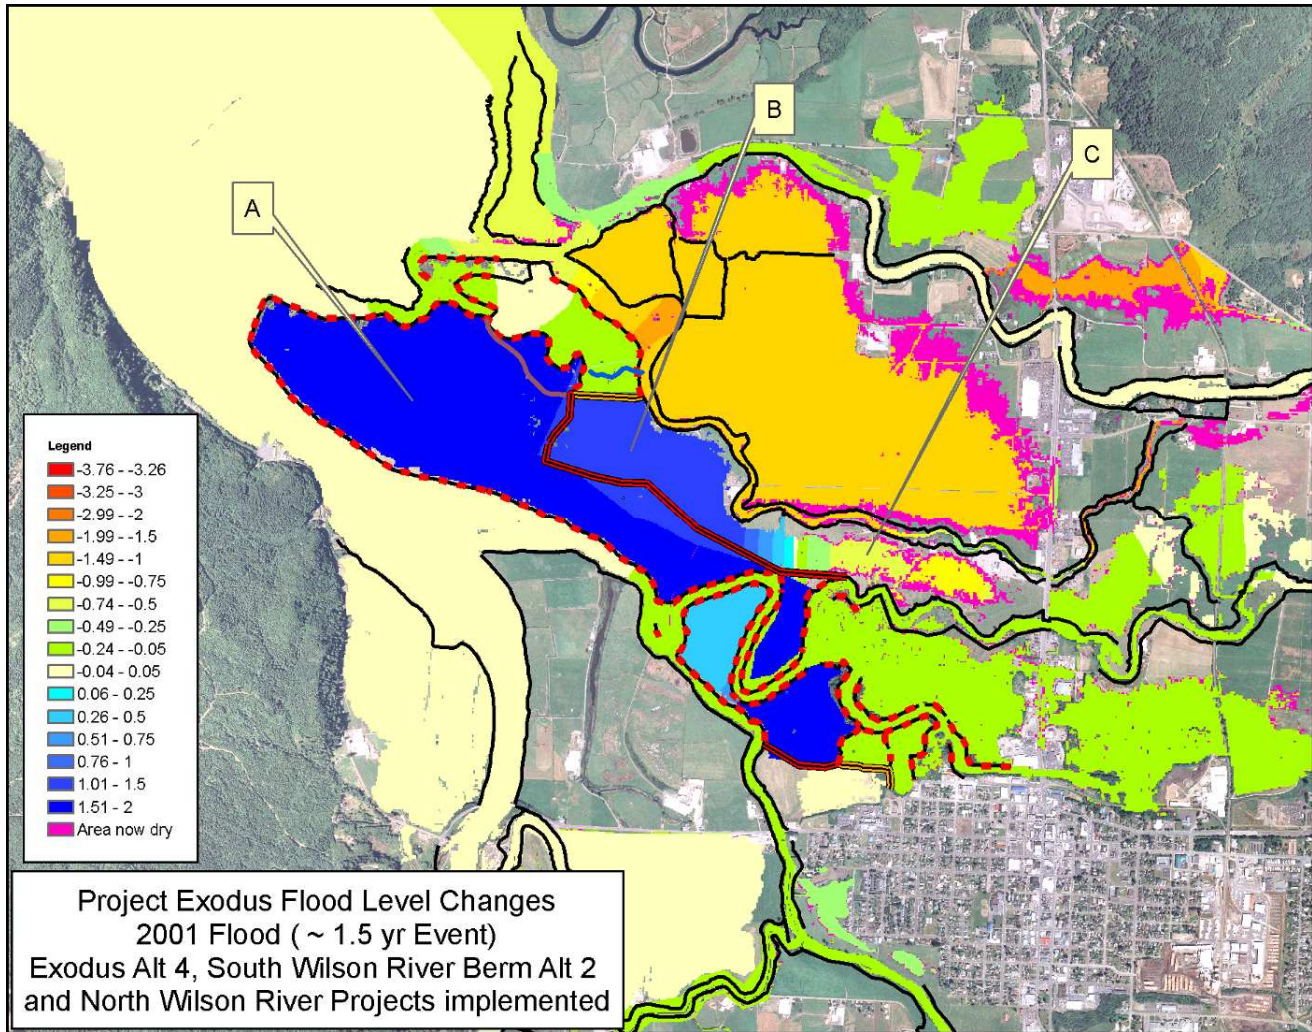 A
B
C
Legend
-3.76 - -3.26
-3.25 - -3
-2.99 - -2
-1.99 - -1.5
-1.49 - -1
-0.99 - -0.75
-0.74 - -0.5
-0.49 - -0.25
-0.24 - -0.05
-0.04 - 0.05
0.06 - 0.25
0.26 - 0.5
0.51 - 0.75
0.76 - 1
1.01 - 1.5
1.51 - 2
Area now dry
Project Exodus Flood Level Changes
2001 Flood ( ~ 1.5 yr Event)
Exodus Alt 4, South Wilson River Berm Alt 2
and North Wilson River Projects implemented